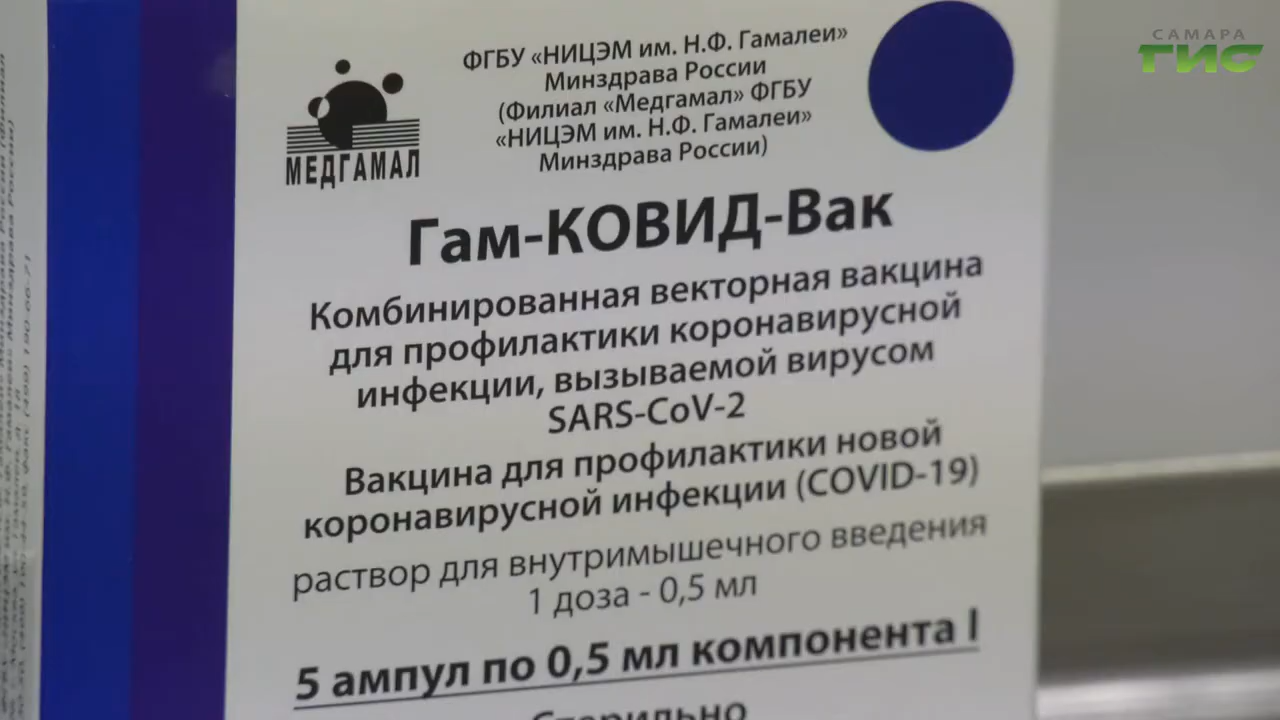 САМАРА
ГИС
ФГБУ «НИЦЭМ им. Н.Ф. Гамалеи»
Минздрава России
(Филиал «Медгамал» ФГБУ
«НИЦЭМ им. Н.Ф. Гамалеи»
Минздрава России)
МЕДГАМАЛ
Гам-КОВИД-Вак
Комбинированная векторная вакцина
для профилактики коронавирусной
инфекции, вызываемой вирусом
SARS-CoV-2
Вакцина для профилактики новой
коронавирусной инфекции (COVID-19)
раствор для внутримышечного введения
1 доза - 0,5 мл
5 ампул по 0,5 мл компонента I
Стерильно